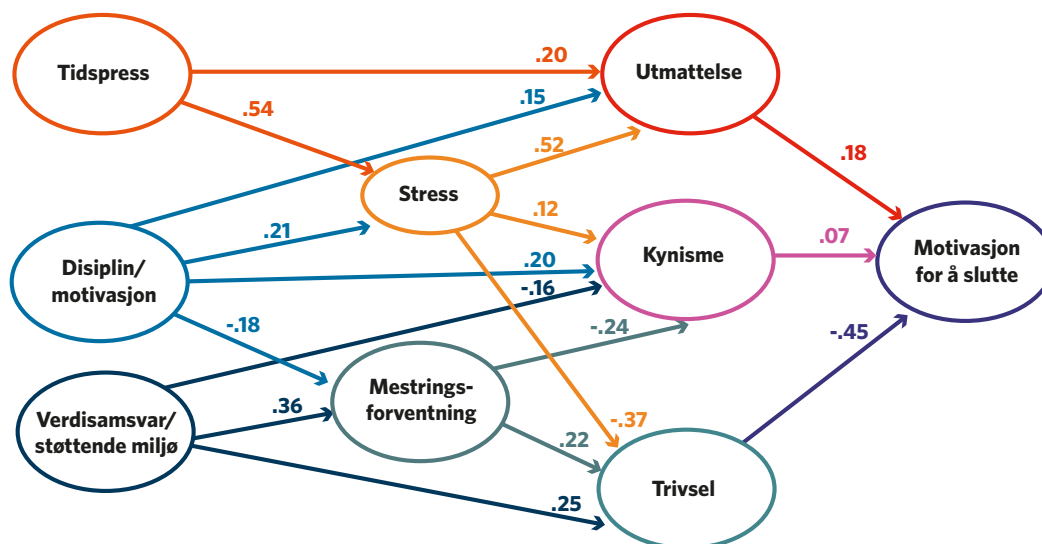 .20
Tidspress
Utmattelse
.15
.54
.52
.18
Stress
.12
.21
.07
Disiplin/
motivasjon
Kynisme
Motivasjon
for å slutte
.20
-.16
-.18
-.24
-.45
Mestrings-
forventning
.36
Verdisamsvar/
støttende miljø
-.37
.22
.25
Trivsel